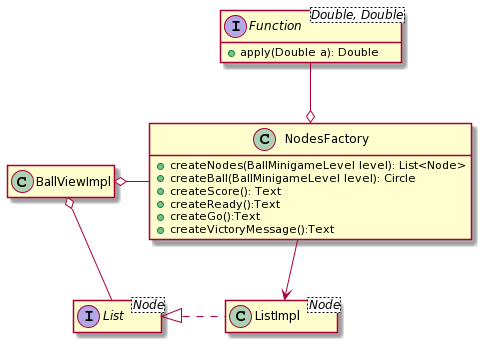 Double, Double
I Function
apply(Double a): Double
C NodesFactory
createNodes(BallMinigameLevel level): List<Node>
createBall(BallMinigameLevel level): Circle
createScore(): Text
createReady():Text
createGo():Text
createVictoryMessage():Text
C BallViewImpl
Node
I List
Node
C ListImpl